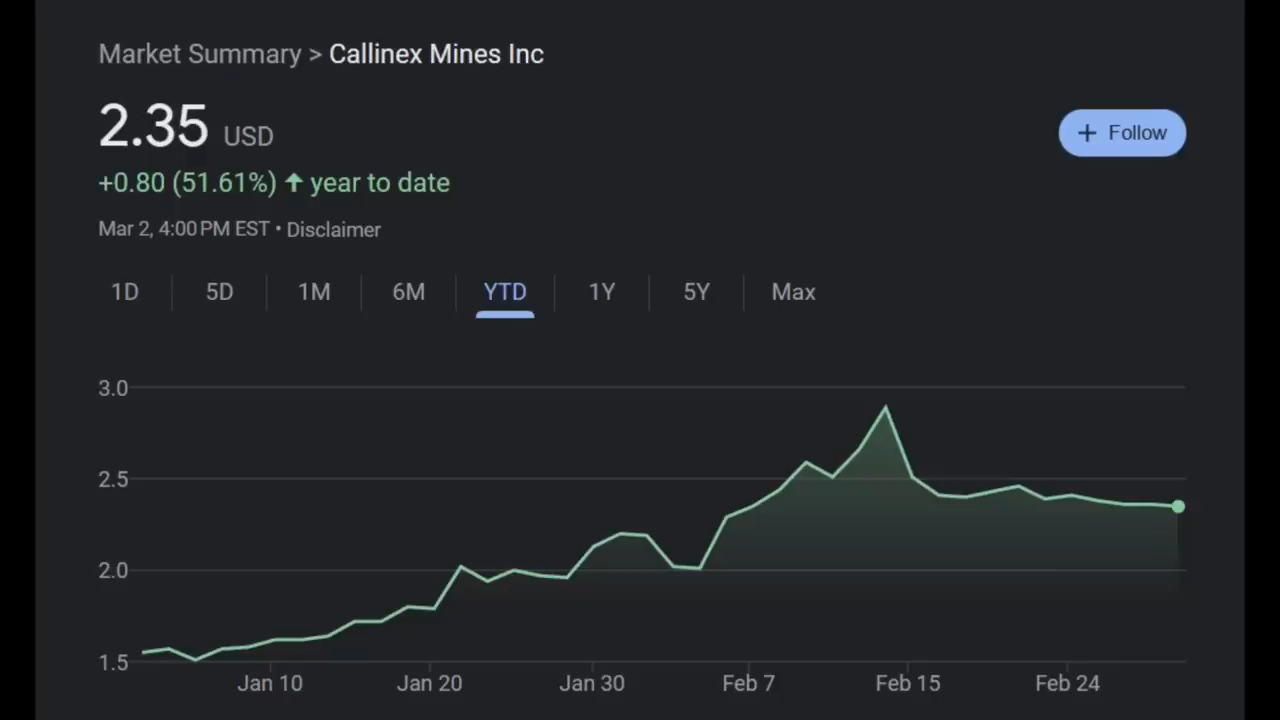 Market Summary > Callinex Mines Inc
2.35 USD
+ Follow
+0.80 (51.61%) ↑ year to date
Mar 2, 4:00 PM EST • Disclaimer
1D 5D 1M 6M YTD 1Y 5Y Max
3.0
2.5
2.0
1.5
Jan 10 Jan 20 Jan 30 Feb 7 Feb 15 Feb 24